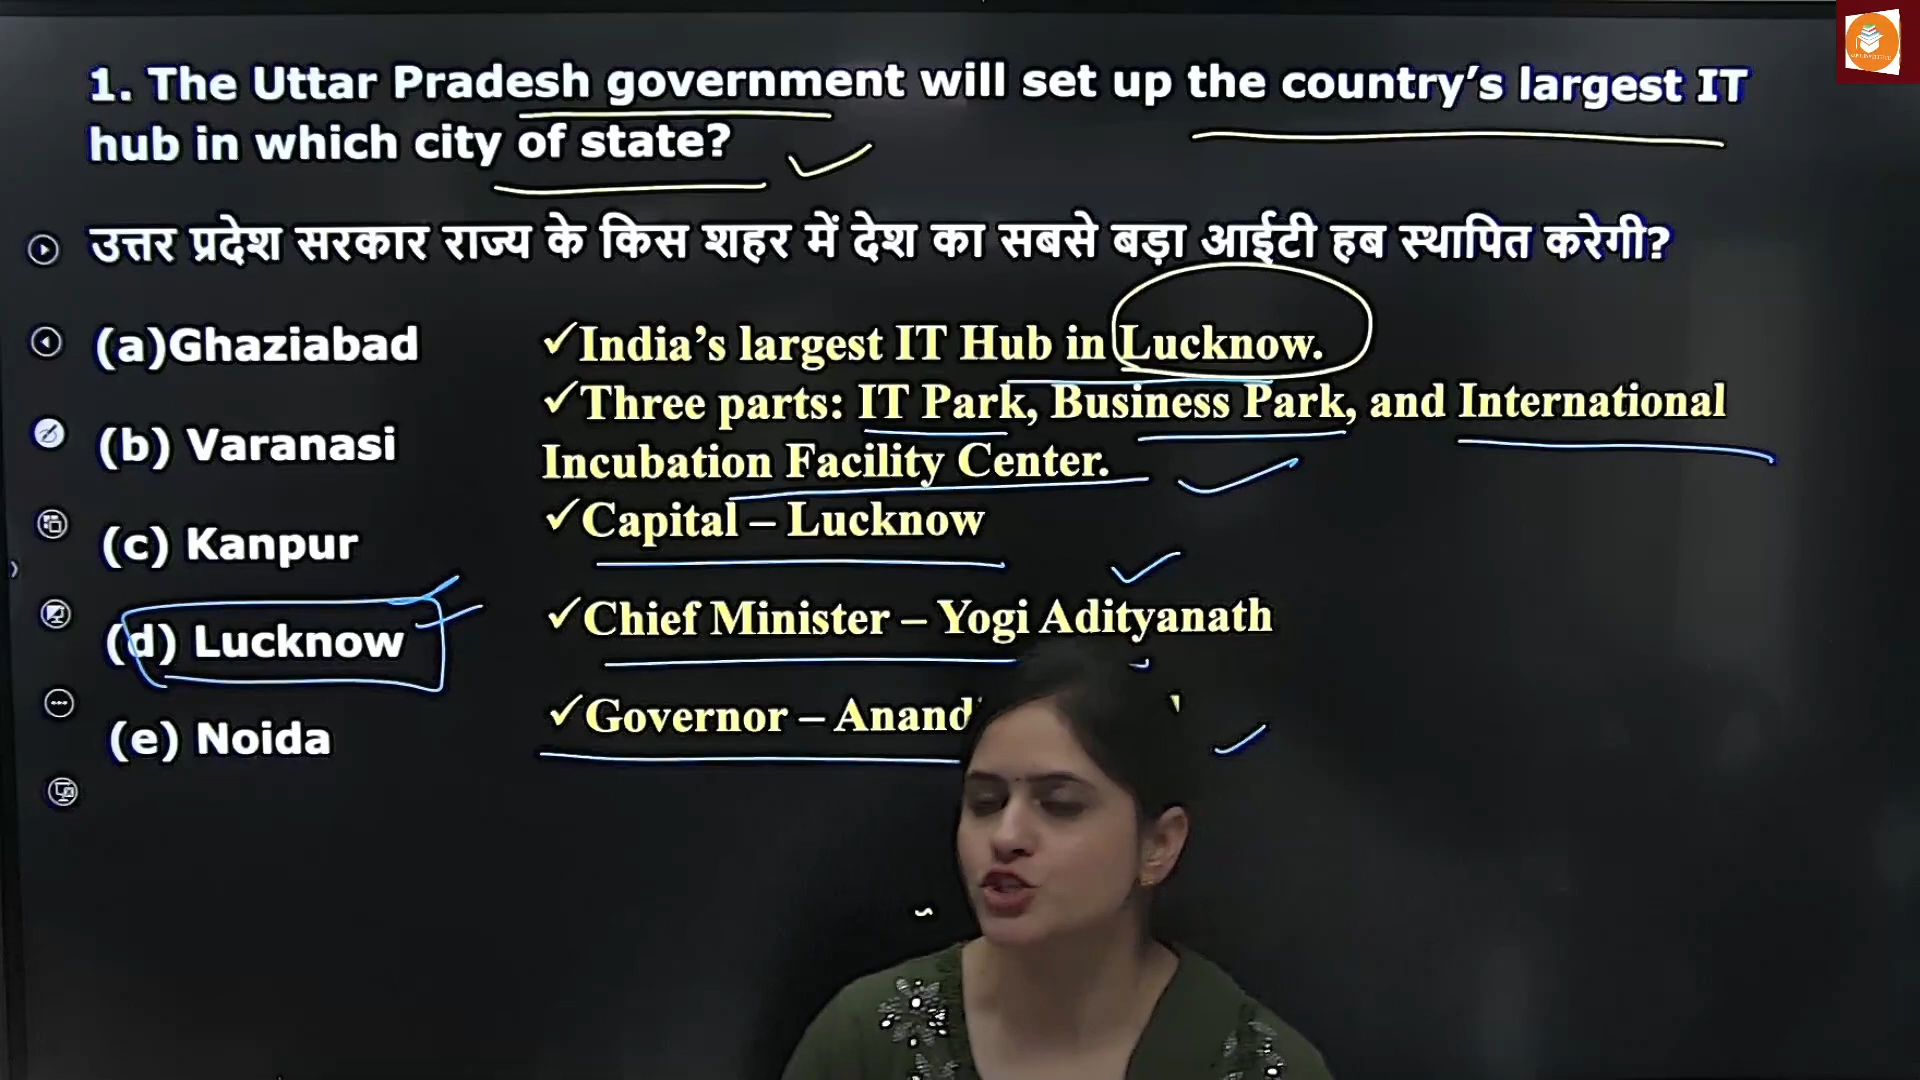 1. The Uttar Pradesh government will set up the country's largest IT
hub in which city of state?
उत्तर प्रदेश सरकार राज्य के किस शहर में देश का सबसे बड़ा आईटी हब स्थापित करेगी?
(a)Ghaziabad
(b) Varanasi
(c) Kanpur
(d) Lucknow
(e) Noida
✓India's largest IT Hub in Lucknow.
✓Three parts: IT Park, Business Park, and International
Incubation Facility Center.
✓Capital – Lucknow
✓Chief Minister – Yogi Adityanath
✓Governor –